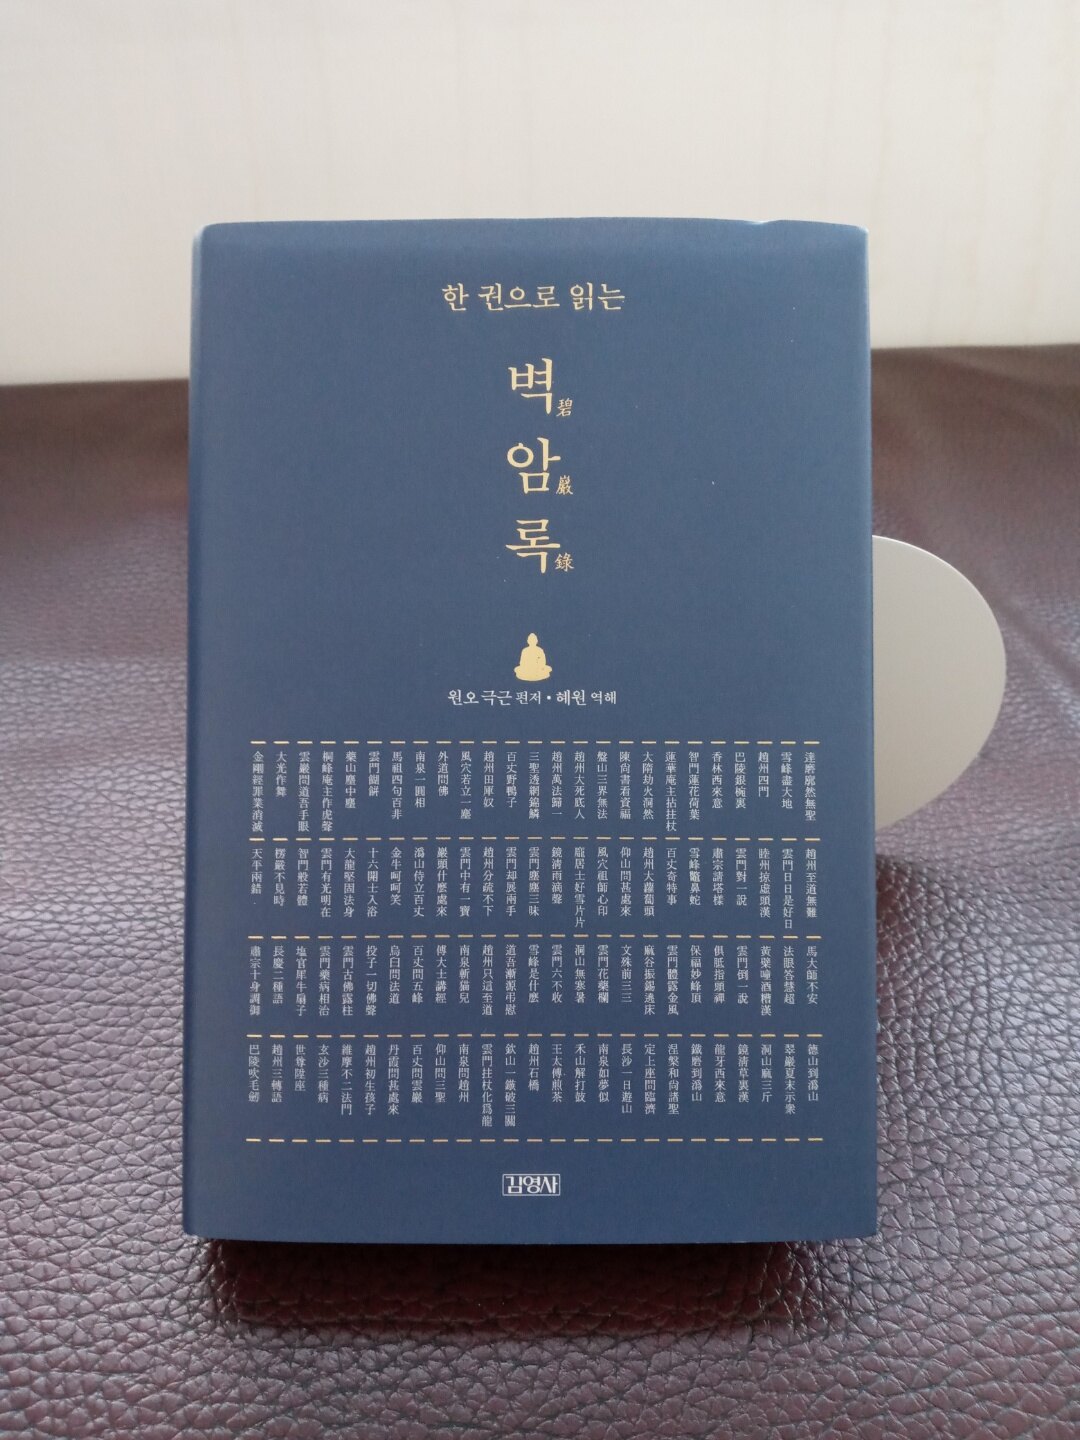 한 권으로 읽는
벽암록
碧巖錄
원오 극근 편저 • 혜원 역해
達磨廓然無聖
趙州至道無難
馬大師不安
德山到潙山
雪峰盡大地
雲門日日是好日
法眼答慧超
翠巖夏末示衆
趙州四門
睦州掠虛頭漢
黃檗噇酒糟漢
洞山麻三斤
巴陵銀椀裏
雲門對一說
雲門倒一說
鏡淸草裏漢
香林西來意
肅宗請塔樣
俱胝指頭禪
龍牙西來意
智門蓮花荷葉
雪峰鼈鼻蛇
保福妙峰頂
鐵磨到潙山
蓮華庵主拈拄杖
百丈奇特事
雲門體露金風
涅槃和尙諸聖
大隋劫火洞然
趙州大蘿蔔頭
麻谷振錫遶床
定上座問臨濟
陳尙書看資福
仰山問甚處來
文殊前三三
長沙一日遊山
盤山三界無法
風穴祖師心印
雲門花藥欄
南泉如夢似
趙州大死底人
龐居士好雪片片
洞山無寒暑
禾山解打鼓
趙州萬法歸一
鏡淸雨滴聲
雲門六不收
王太傅煎茶
三聖透網錦鱗
雲門塵塵三昧
雪峰是什麽
趙州石橋
百丈野鴨子
雲門却展兩手
道吾漸源弔慰
欽山一鏃破三關
趙州田厙奴
趙州分疏不下
趙州只這至道
雲門拄杖化爲龍
風穴若立一塵
雲門中有一寶
南泉斬猫兒
南泉問趙州
外道問佛
巖頭什麽處來
傅大士講經
仰山問三聖
南泉一圓相
潙山侍立百丈
百丈問五峰
百丈問雲巖
馬祖四句百非
金牛呵呵笑
烏臼問法道
丹霞問甚處來
雲門餬餅
十六開士入浴
投子一切佛聲
趙州初生孩子
藥山麈中麈
大龍堅固法身
雲門古佛露柱
維摩不二法門
桐峰庵主作虎聲
雲門有光明在
雲門藥病相治
玄沙三種病
雲巖問道吾手眼
智門般若體
塩官犀牛扇子
世尊陞座
大光作舞
楞嚴不見時
長慶二種語
趙州三轉語
金剛經罪業消滅
天平兩錯
肅宗十身調御
巴陵吹毛劒
김영사